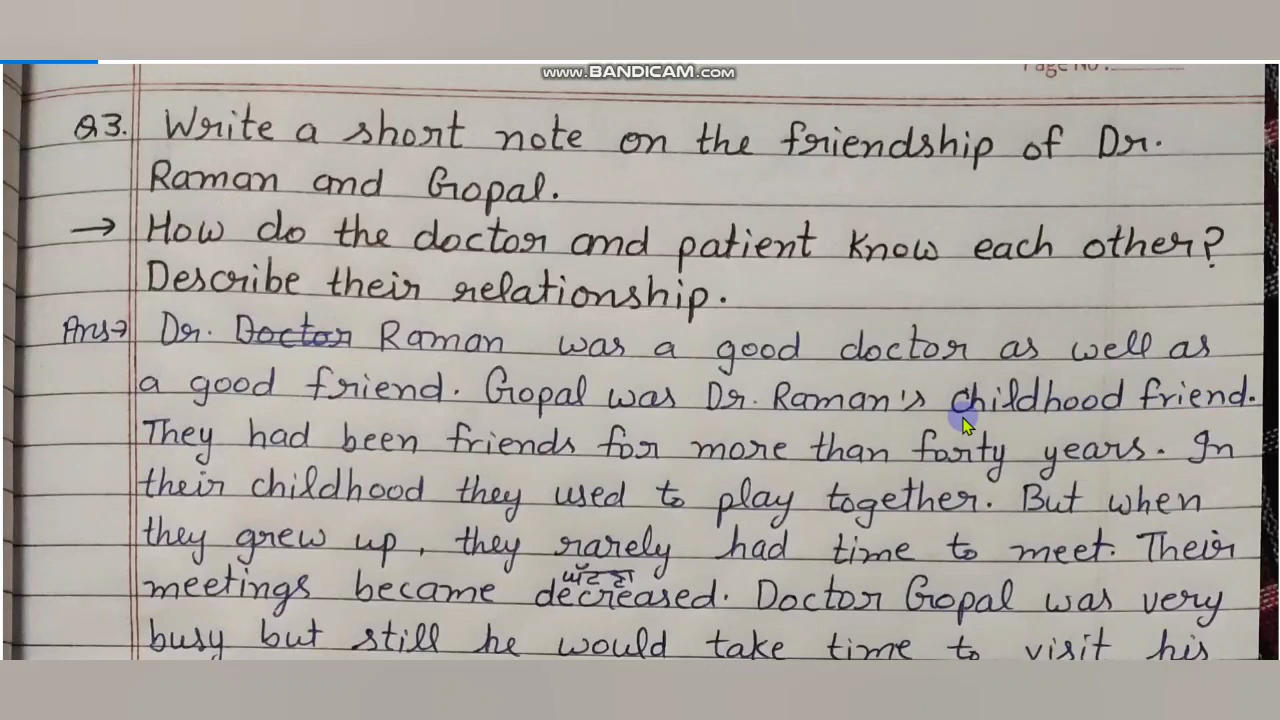 www.BANDICAM.com
Page No.
Q3. Write a short note on the friendship of Dr.
Raman and Gopal.
→ How do the doctor and patient know each other?
Describe their relationship.
Ans→ Dr. Doctor Raman was a good doctor as well as
a good friend. Gopal was Dr. Raman's childhood friend.
They had been friends for more than forty years. In
their childhood they used to play together. But when
they grew up, they rarely had time to meet. Their
meetings became decreased. Doctor Gopal was very
busy but still he would take time to visit his